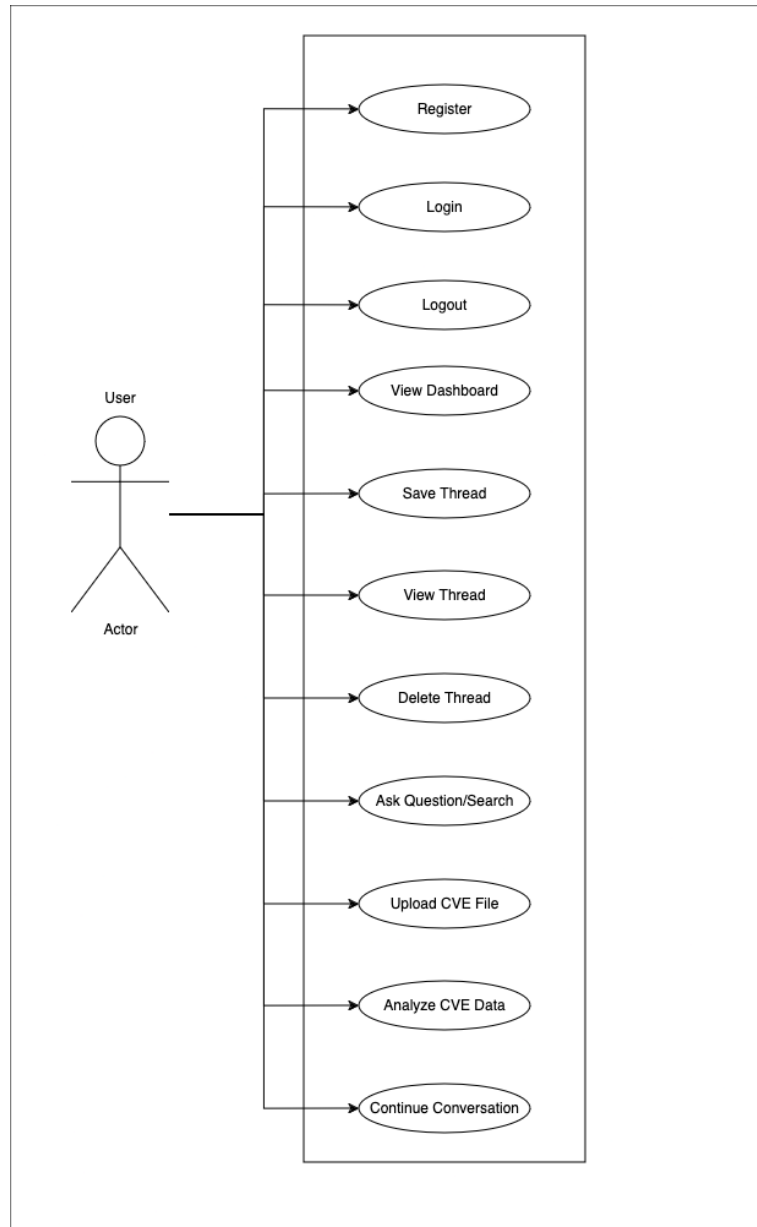 Register
Login
Logout
View Dashboard
User
Save Thread
View Thread
Actor
Delete Thread
Ask Question/Search
Upload CVE File
Analyze CVE Data
Continue Conversation